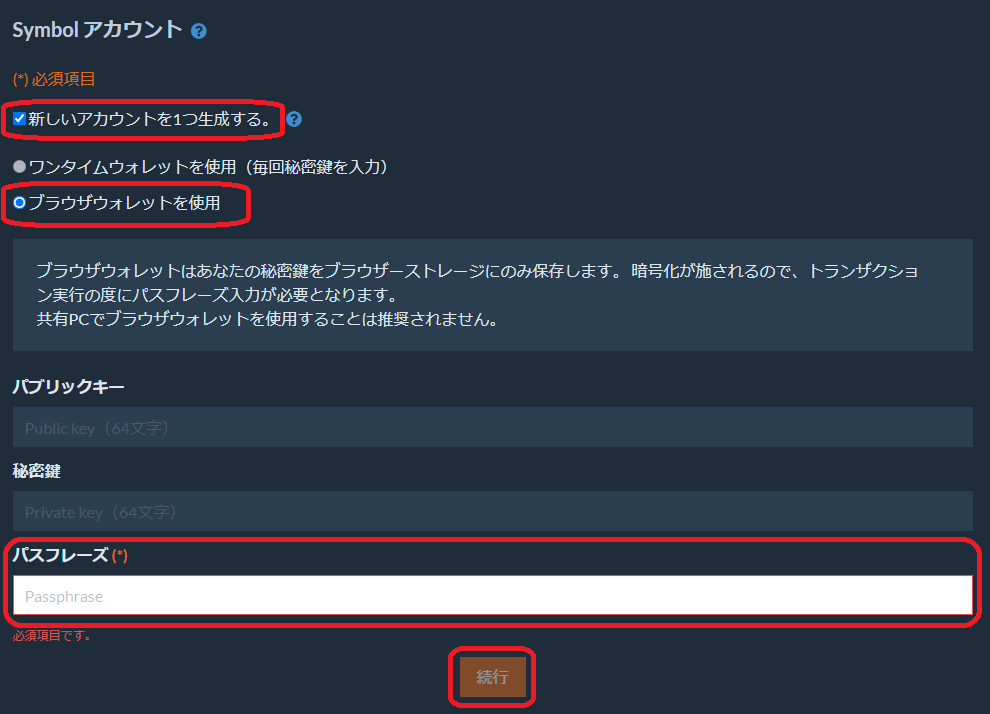 Symbol アカウント ?
(*) 必須項目
新しいアカウントを1つ生成する。 ?
ワンタイムウォレットを使用（毎回秘密鍵を入力）
ブラウザウォレットを使用
ブラウザウォレットはあなたの秘密鍵をブラウザーストレージにのみ保存します。 暗号化が施されるので、トランザクショ
ン実行の度にパスフレーズ入力が必要となります。
共有PCでブラウザウォレットを使用することは推奨されません。
パブリックキー
Public key（64文字）
秘密鍵
Private key（64文字）
パスフレーズ (*)
Passphrase
必須項目です。
続行